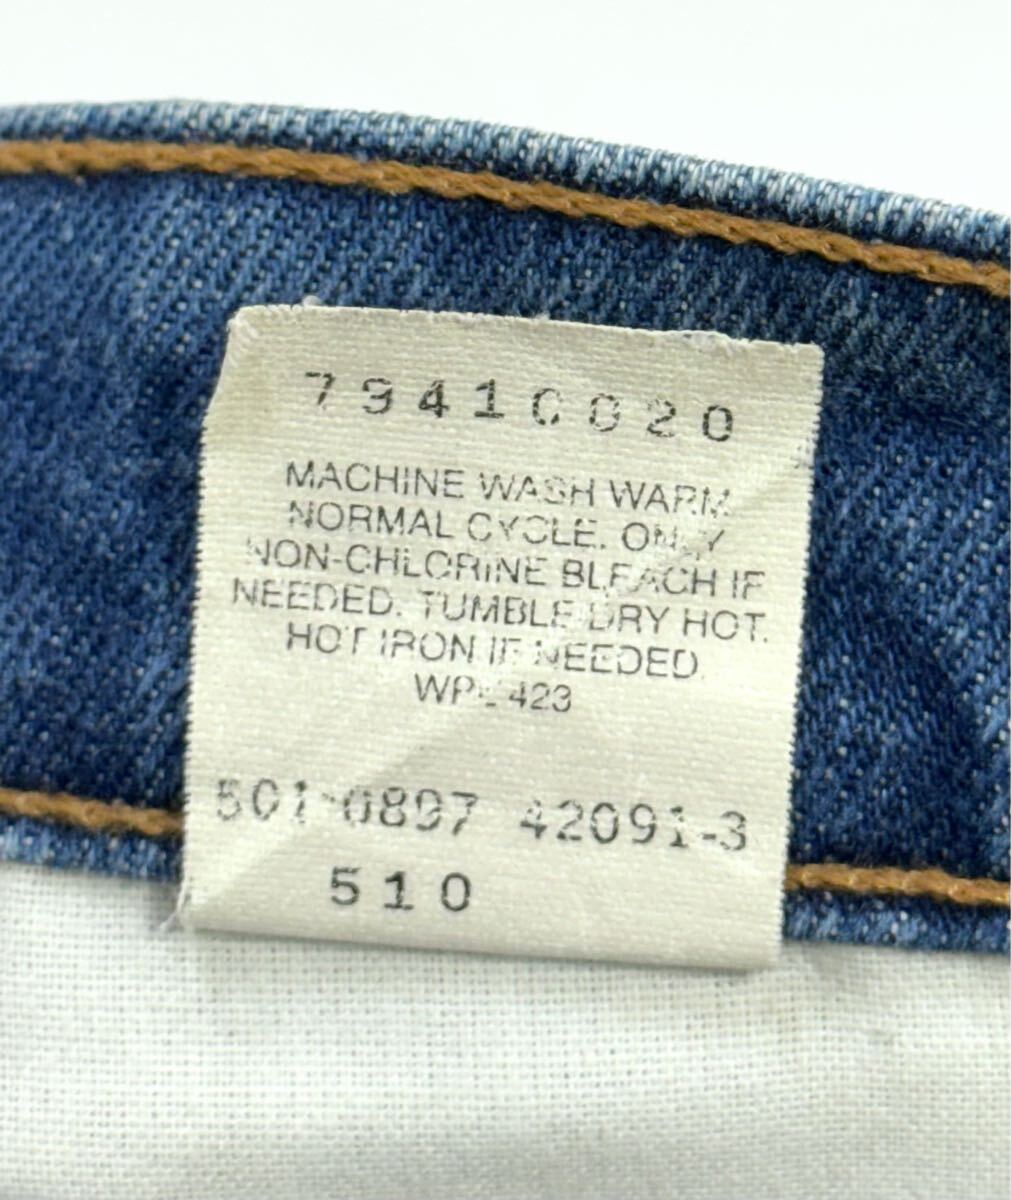 79410020
MACHINE WASH WARM
NORMAL CYCLE. ONLY
NON-CHLORINE BLEACH IF
NEEDED. TUMBLE DRY HOT.
HOT IRON IF NEEDED.
WPL 423
501-0897 42091-3
510